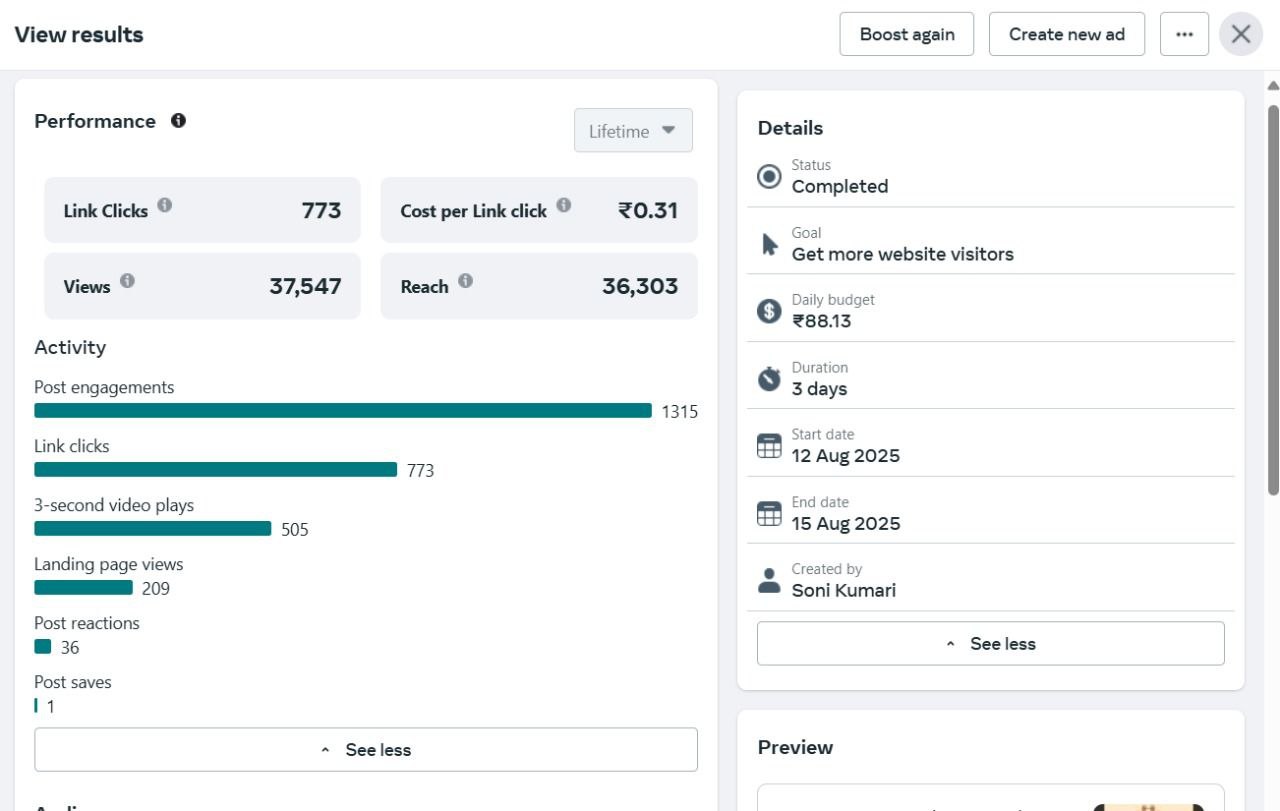 View results
Boost again
Create new ad
Performance
Lifetime
Link Clicks 773
Cost per Link click ₹0.31
Views 37,547
Reach 36,303
Activity
Post engagements
1315
Link clicks
773
3-second video plays
505
Landing page views
209
Post reactions
36
Post saves
1
See less
Details
Status
Completed
Goal
Get more website visitors
Daily budget
₹88.13
Duration
3 days
Start date
12 Aug 2025
End date
15 Aug 2025
Created by
Soni Kumari
See less
Preview